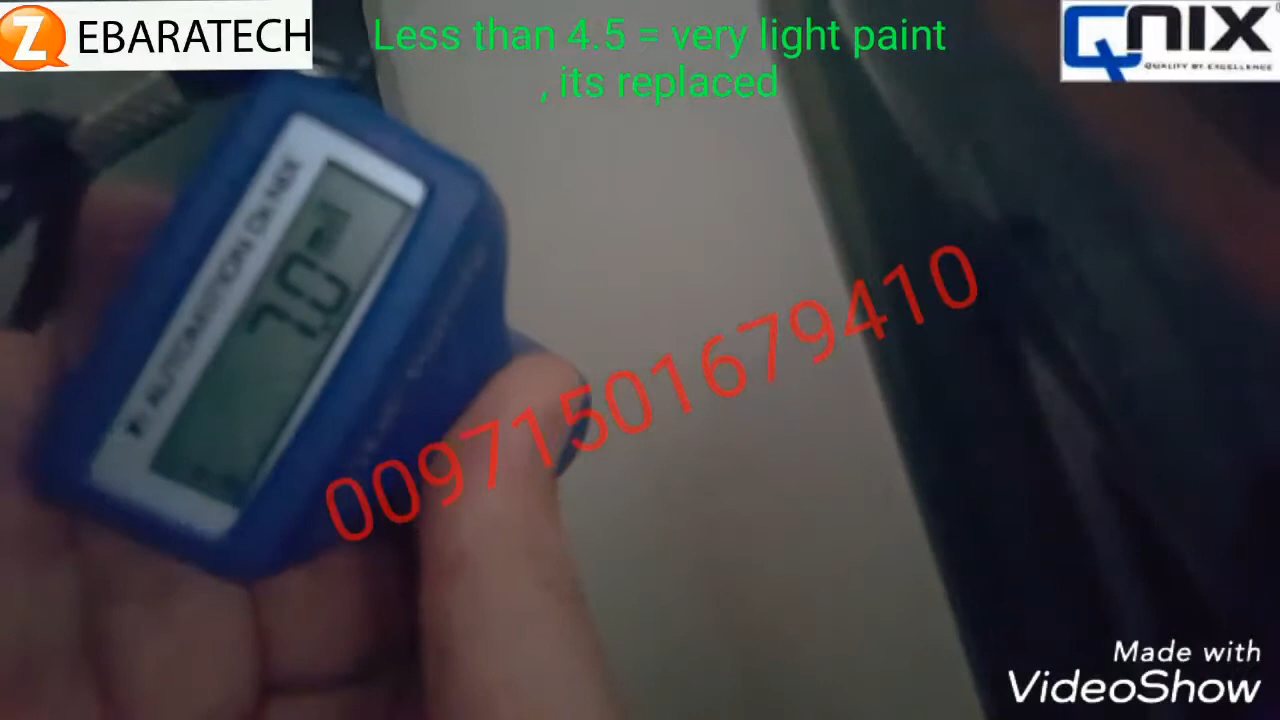 Z EBARATECH
Less than 4.5 = very light paint
, its replaced
QNIX
QUALITY BY EXCELLENCE
AUTOMATION Dr. NIX
7.0 mil
00971501679410
Made with
VideoShow